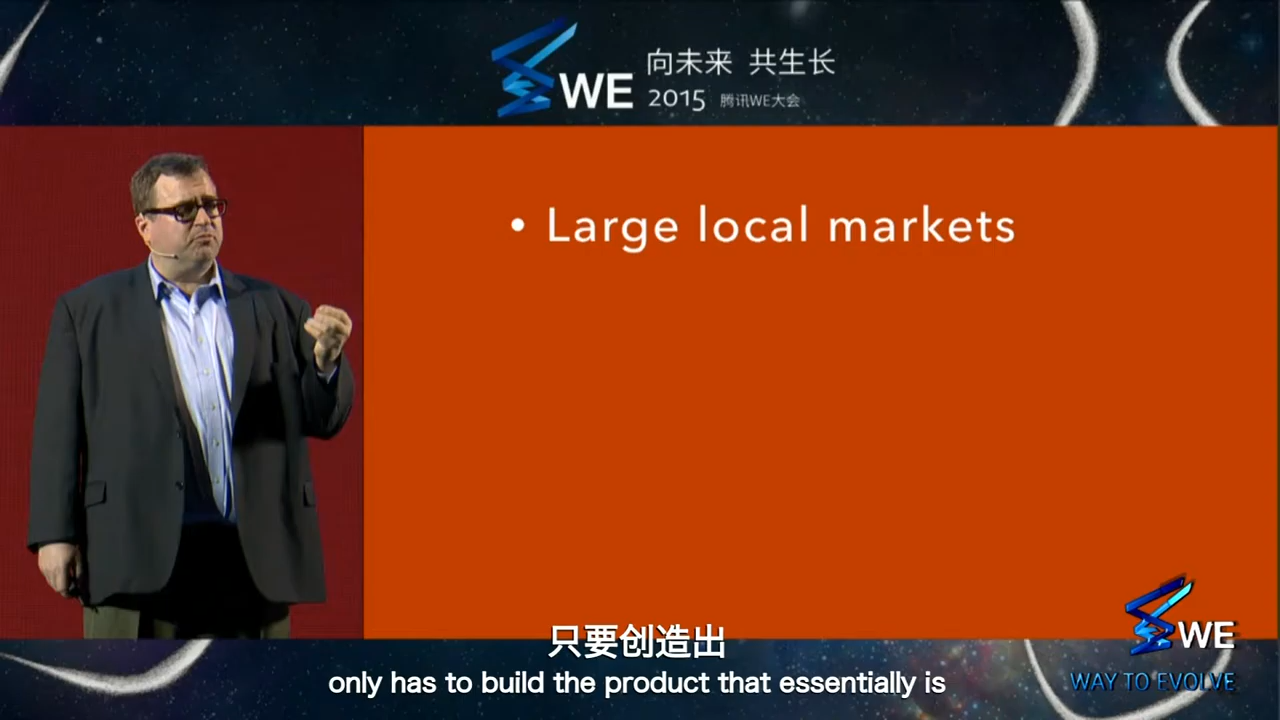 WE
向未来 共生长
2015 腾讯WE大会
• Large local markets
只要创造出
only has to build the product that essentially is
WE
WAY TO EVOLVE